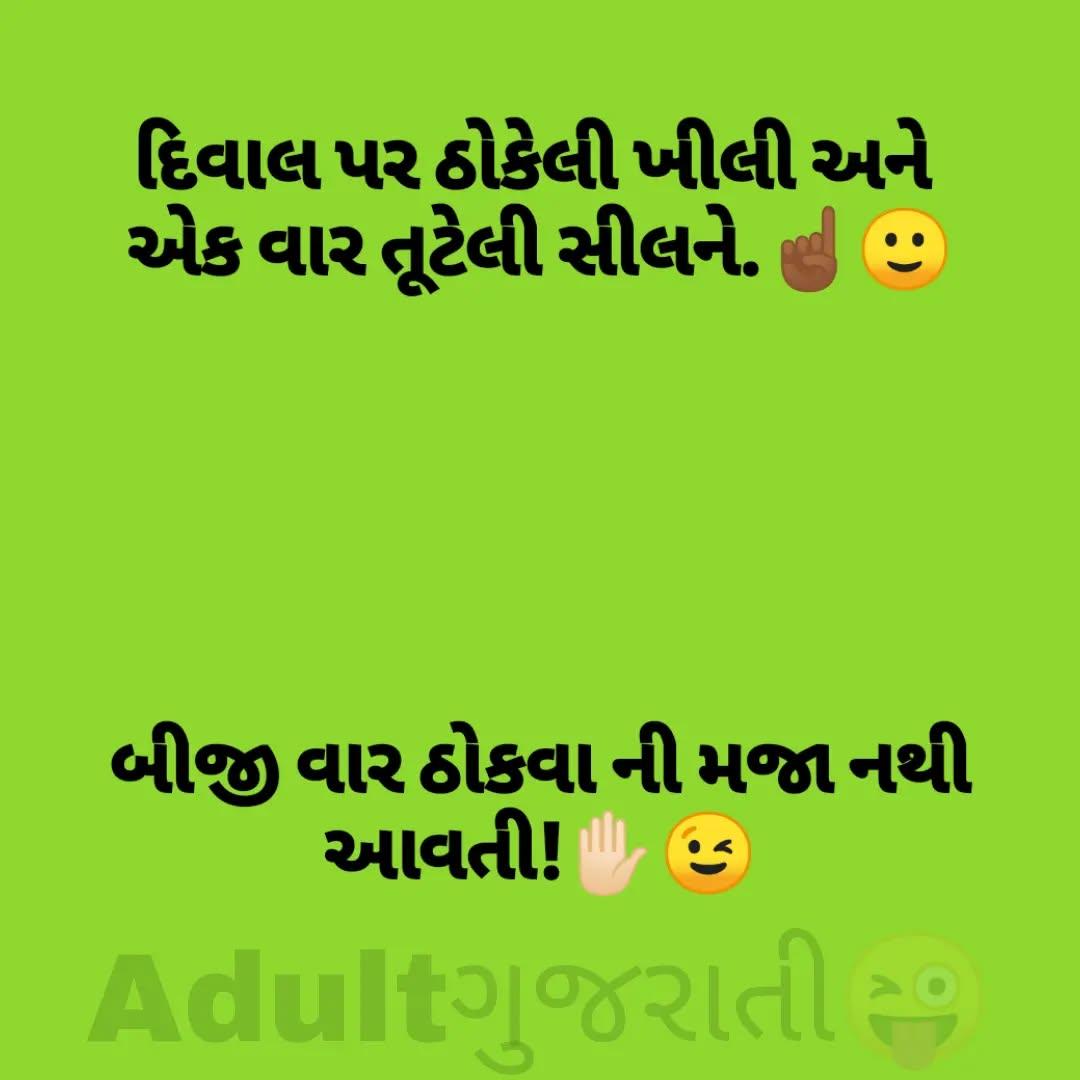 દિવાલ પર ઠોકેલી ખીલી અને
એક વાર તૂટેલી સીલને.☝🏾🙂
બીજી વાર ઠોકવા ની મજા નથી
આવતી!🤚🏻😉
Adultગુજરાતી😜